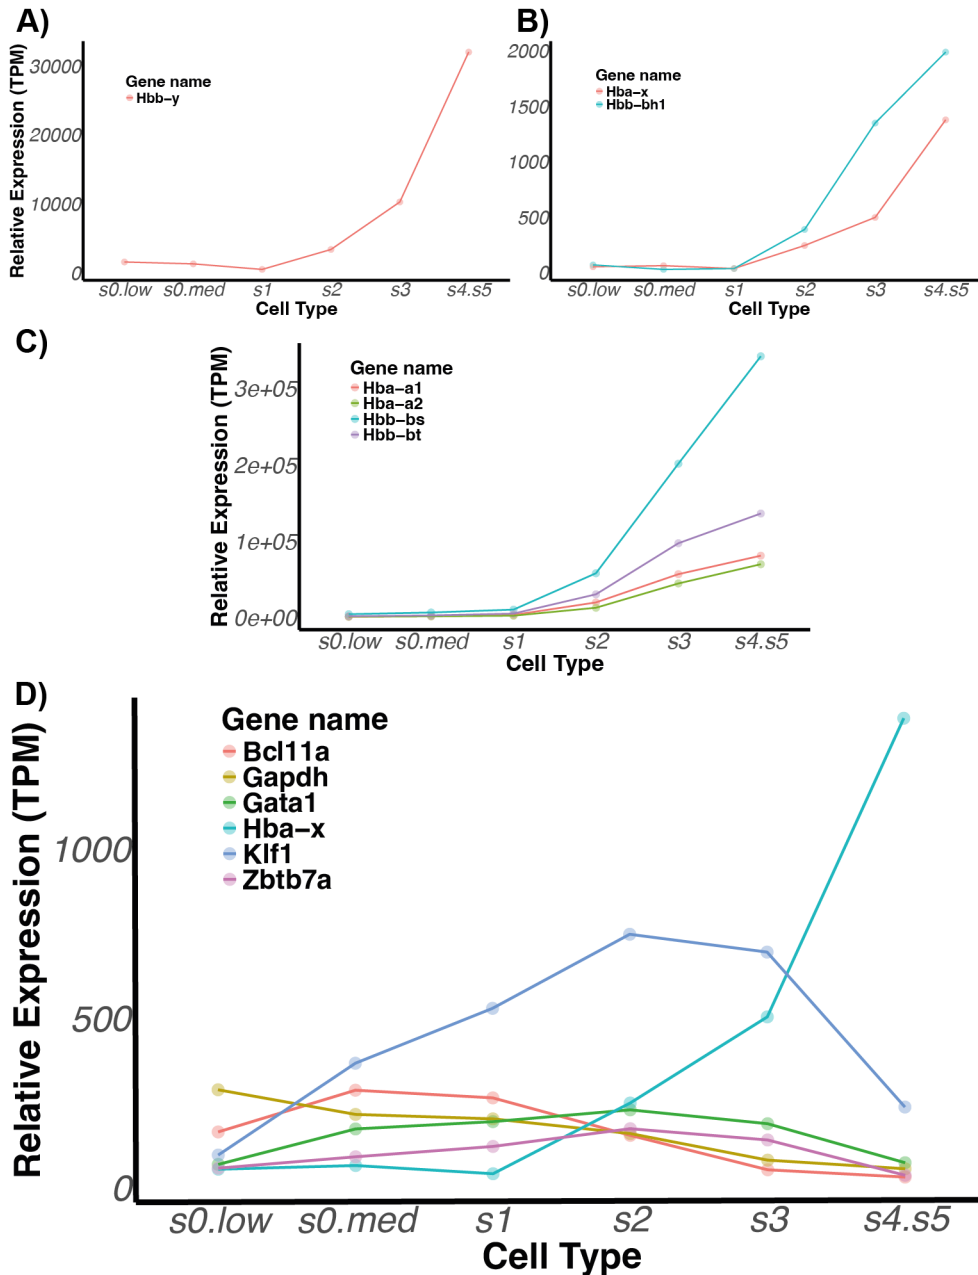 A)
Relative Expression (TPM)
30000
20000
10000
0
Gene name
Hbb-y
s0.low s0.med s1 s2 s3 s4.s5
Cell Type
B)
2000
1500
1000
500
0
Gene name
Hba-x
Hbb-bh1
s0.low s0.med s1 s2 s3 s4.s5
Cell Type
C)
Relative Expression (TPM)
3e+05
2e+05
1e+05
0e+00
Gene name
Hba-a1
Hba-a2
Hbb-bs
Hbb-bt
s0.low s0.med s1 s2 s3 s4.s5
Cell Type
D)
Relative Expression (TPM)
1000
500
0
Gene name
Bcl11a
Gapdh
Gata1
Hba-x
Klf1
Zbtb7a
s0.low s0.med s1 s2 s3 s4.s5
Cell Type